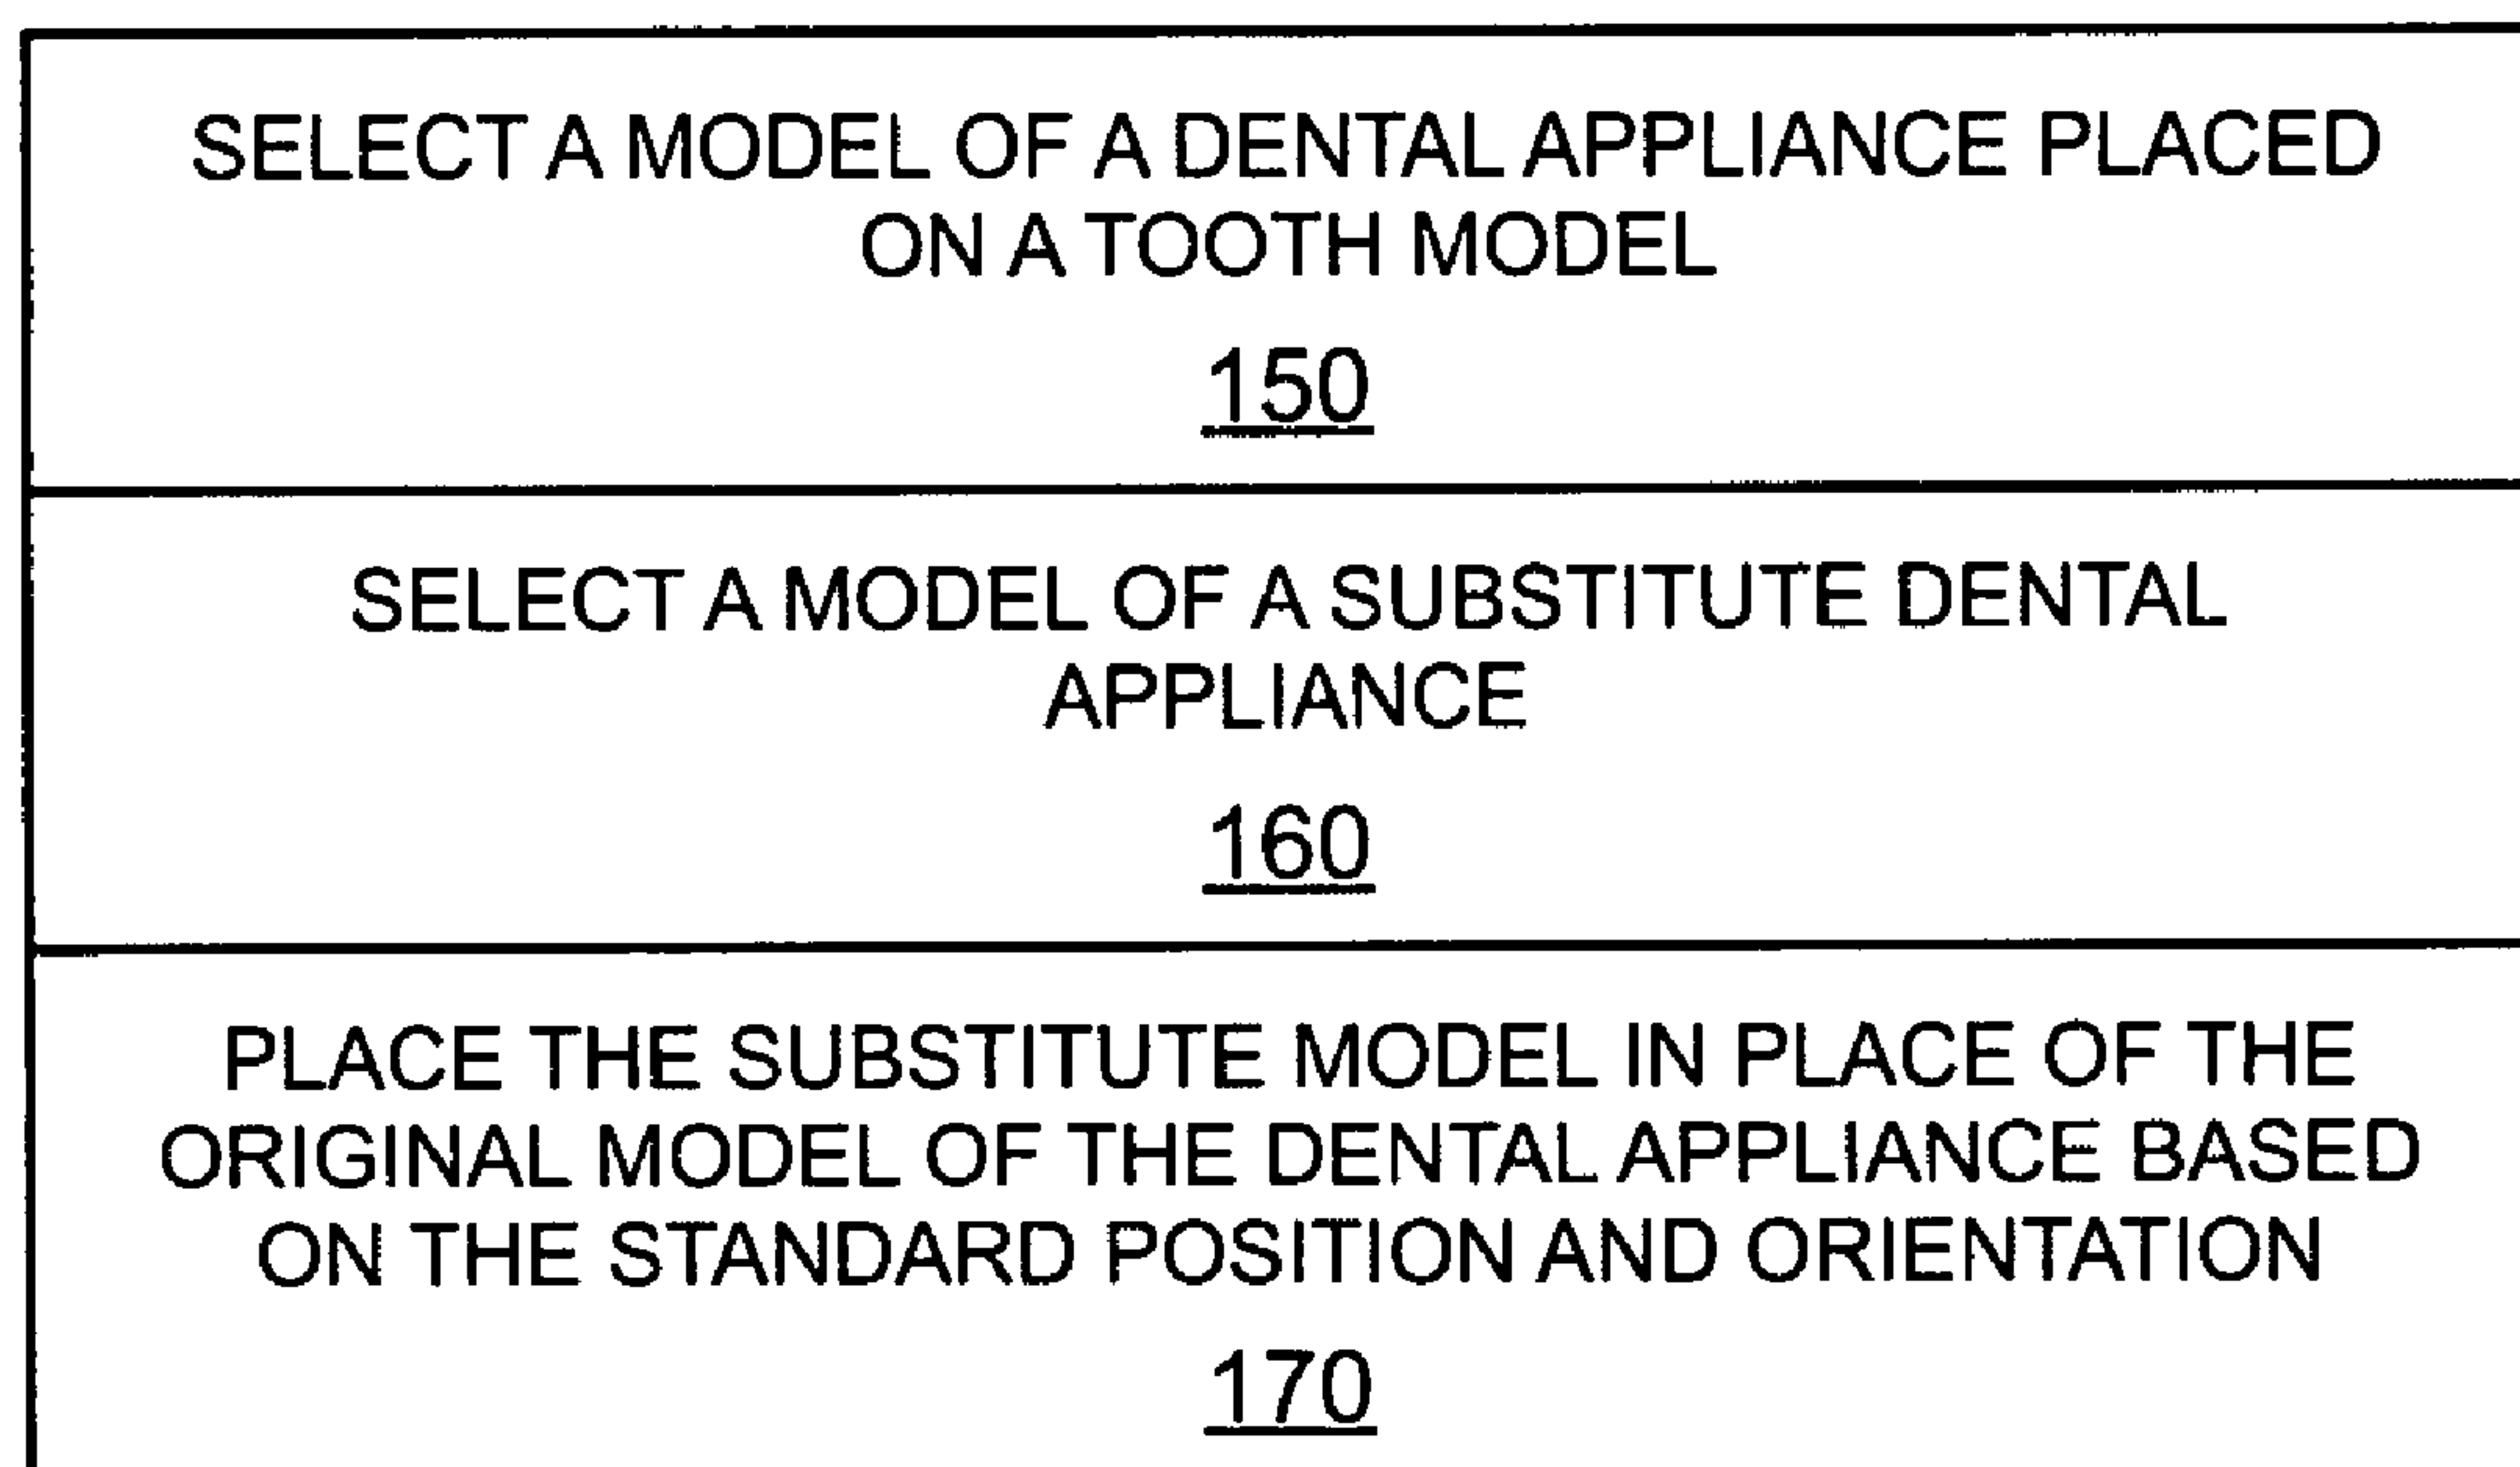 SELECT A MODEL OF A DENTAL APPLIANCE PLACED
ON A TOOTH MODEL
150
SELECT A MODEL OF A SUBSTITUTE DENTAL
APPLIANCE
160
PLACE THE SUBSTITUTE MODEL IN PLACE OF THE
ORIGINAL MODEL OF THE DENTAL APPLIANCE BASED
ON THE STANDARD POSITION AND ORIENTATION
170